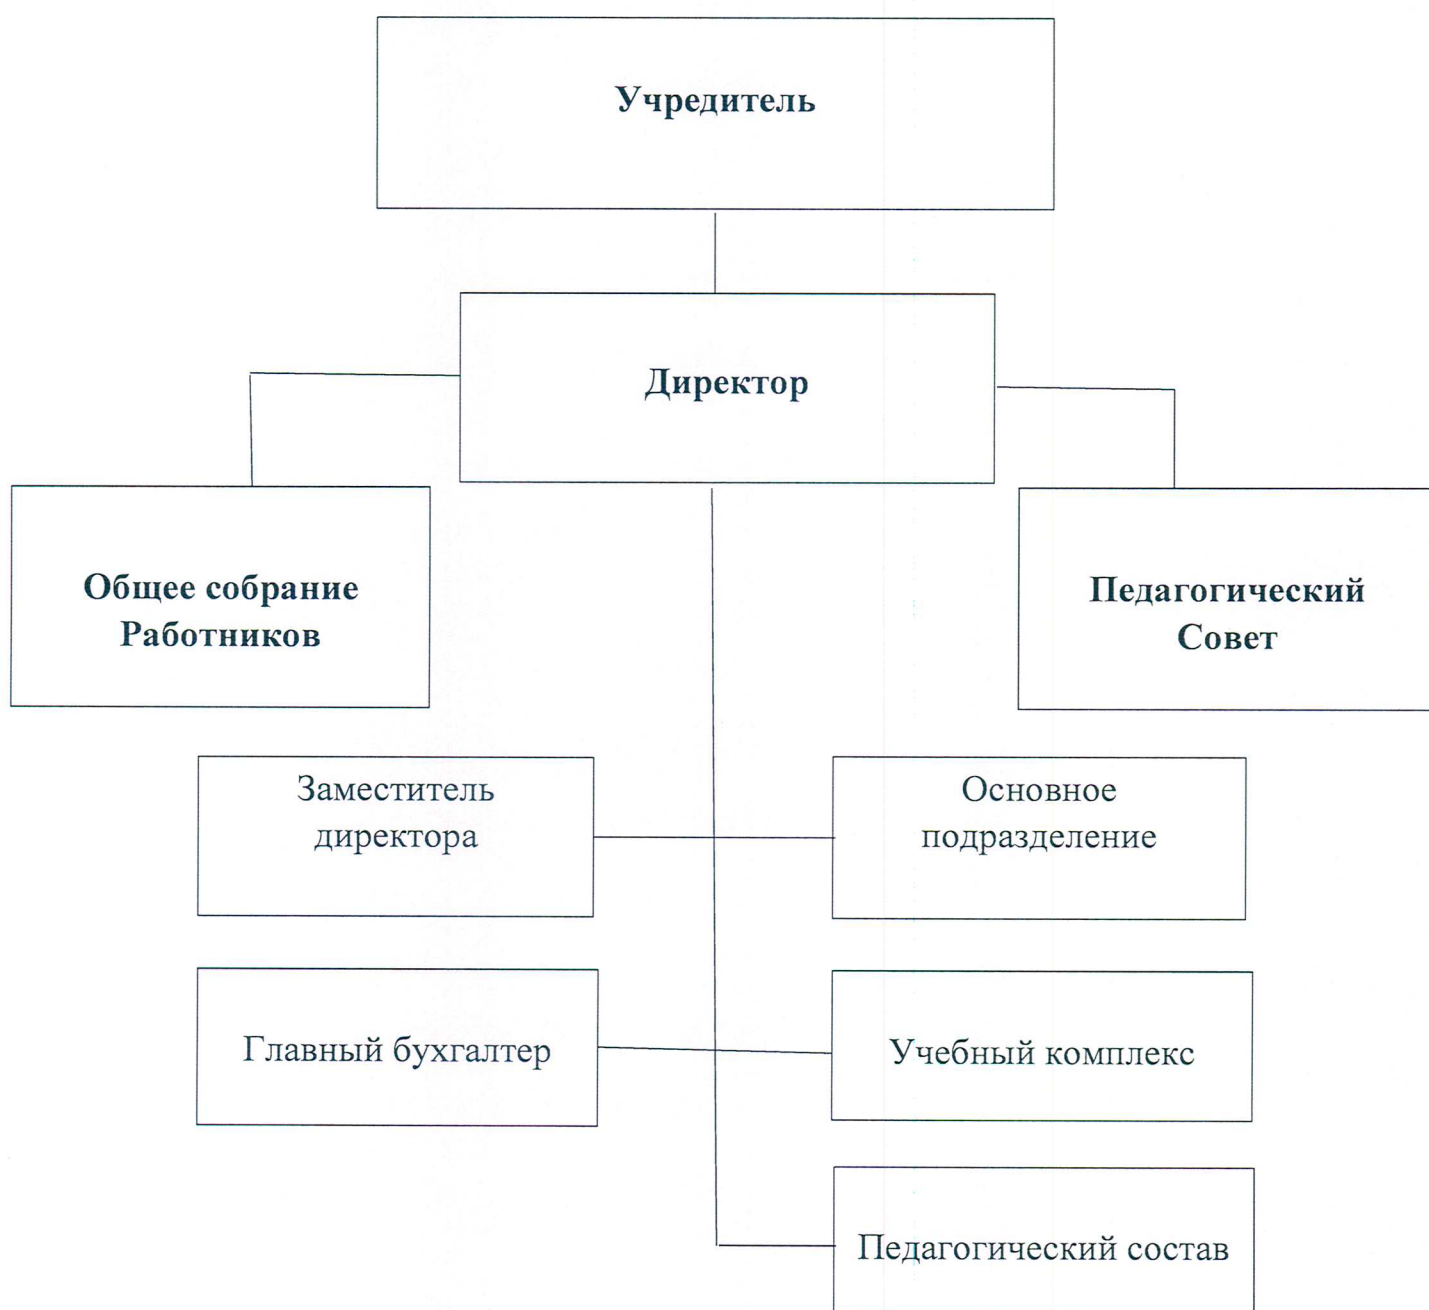 Учредитель
Директор
Общее собрание
Работников
Педагогический
Совет
Заместитель
директора
Основное
подразделение
Главный бухгалтер
Учебный комплекс
Педагогический состав